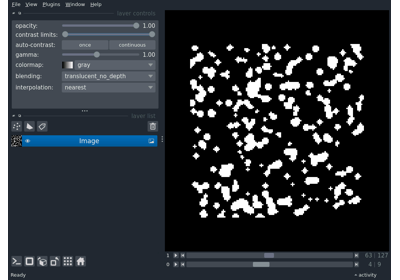 File View Plugins Window Help
layer controls
opacity: 1.00
contrast limits:
auto-contrast: once continuous
gamma: 1.00
colormap: gray
blending: translucent_no_depth
interpolation: nearest
layer list
Image
1 63 127
0 4 9
Ready activity